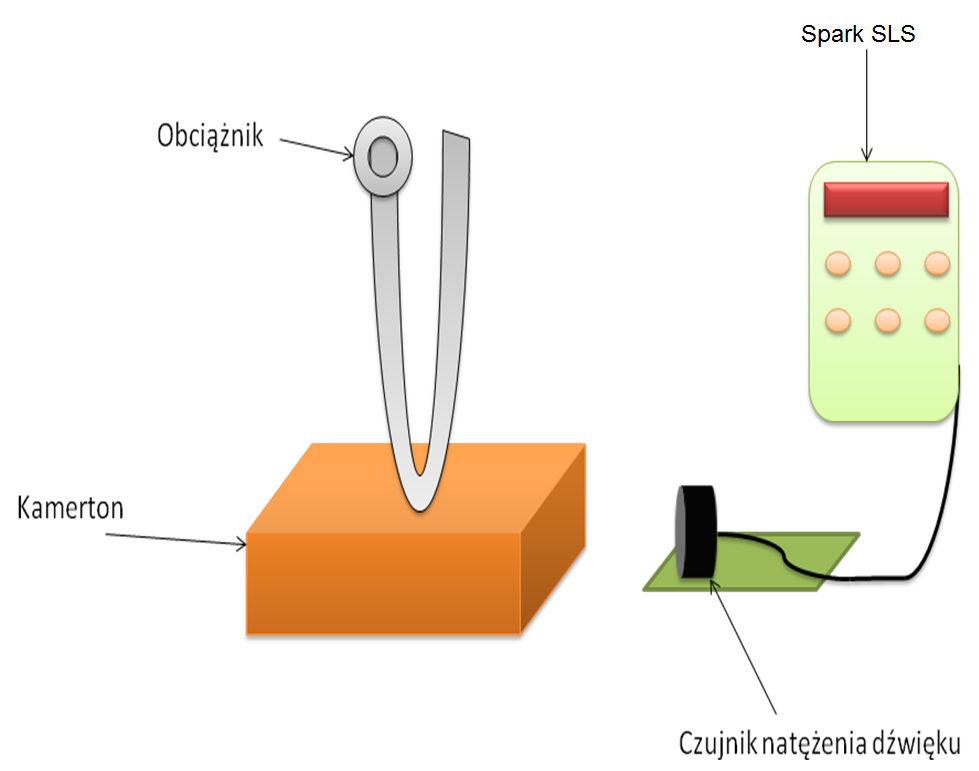 Spark SLS
Obciążnik
Kamerton
Czujnik natężenia dźwięku